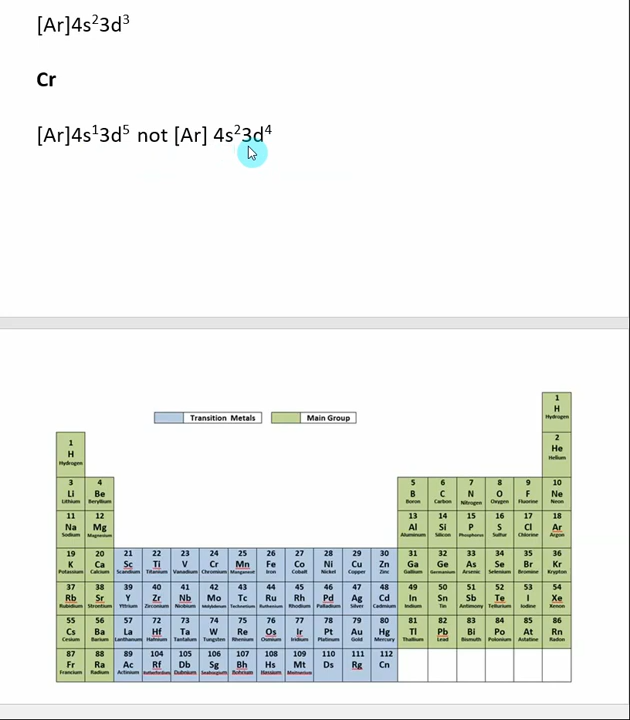 [Ar]4s²3d³
Cr
[Ar]4s¹3d⁵ not [Ar] 4s²3d⁴
1
H
Hydrogen
Transition Metals Main Group
1
H
Hydrogen
2
He
Helium
3 4 5 6 7 8 9 10
Li Be B C N O F Ne
Lithium Beryllium Boron Carbon Nitrogen Oxygen Fluorine Neon
11 12 13 14 15 16 17 18
Na Mg Al Si P S Cl Ar
Sodium Magnesium Aluminum Silicon Phosphorus Sulfur Chlorine Argon
19 20 21 22 23 24 25 26 27 28 29 30 31 32 33 34 35 36
K Ca Sc Ti V Cr Mn Fe Co Ni Cu Zn Ga Ge As Se Br Kr
Potassium Calcium Scandium Titanium Vanadium Chromium Manganese Iron Cobalt Nickel Copper Zinc Gallium Germanium Arsenic Selenium Bromine Krypton
37 38 39 40 41 42 43 44 45 46 47 48 49 50 51 52 53 54
Rb Sr Y Zr Nb Mo Tc Ru Rh Pd Ag Cd In Sn Sb Te I Xe
Rubidium Strontium Yttrium Zirconium Niobium Molybdenum Technetium Ruthenium Rhodium Palladium Silver Cadmium Indium Tin Antimony Tellurium Iodine Xenon
55 56 57 72 73 74 75 76 77 78 79 80 81 82 83 84 85 86
Cs Ba La Hf Ta W Re Os Ir Pt Au Hg Tl Pb Bi Po At Rn
Cesium Barium Lanthanum Hafnium Tantalum Tungsten Rhenium Osmium Iridium Platinum Gold Mercury Thallium Lead Bismuth Polonium Astatine Radon
87 88 89 104 105 106 107 108 109 110 111 112
Fr Ra Ac Rf Db Sg Bh Hs Mt Ds Rg Cn
Francium Radium Actinium Rutherfordium Dubnium Seaborgium Bohrium Hassium Meitnerium